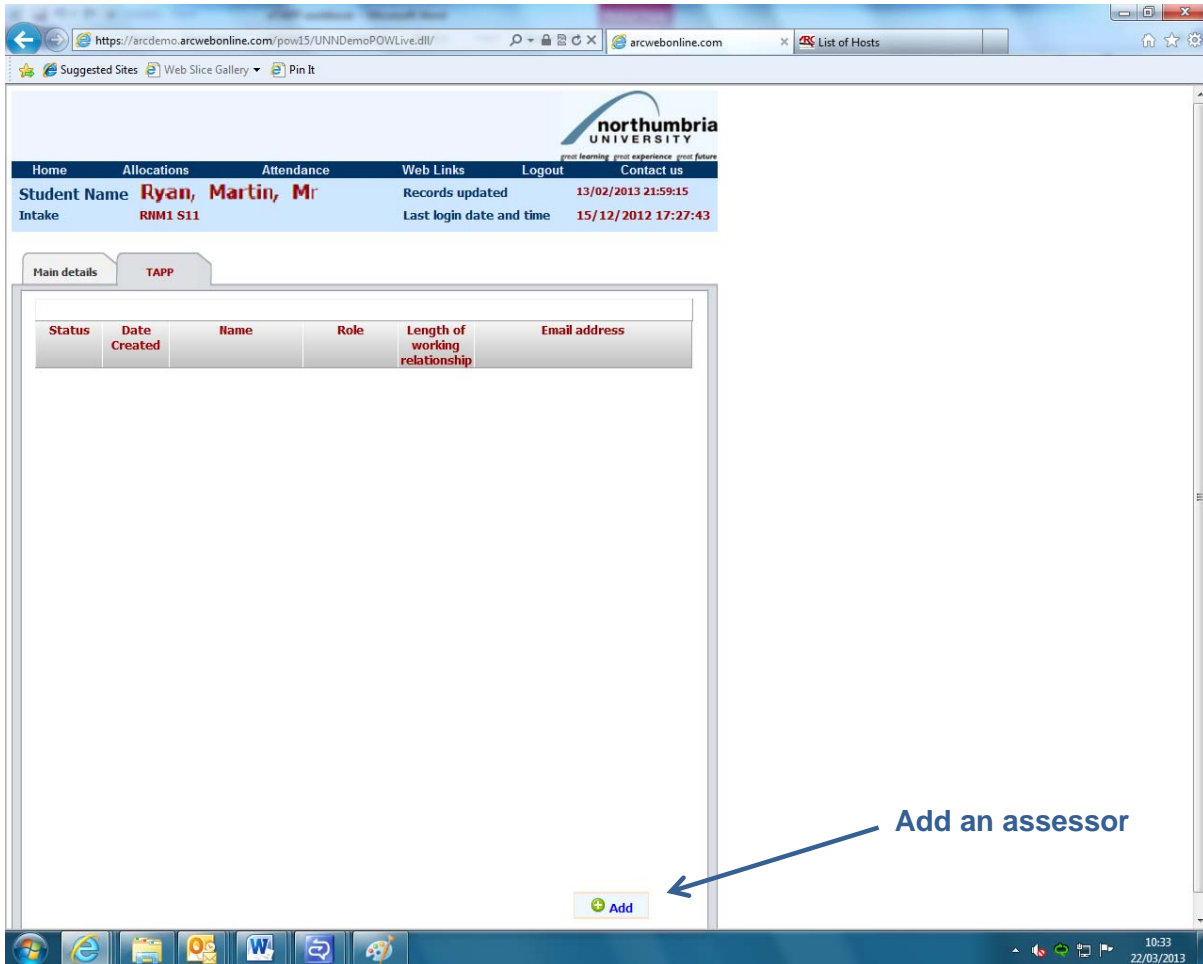 https://arcdemo.arcwebonline.com/pow15/UNNDemoPOWLive.dll/
arcwebonline.com
List of Hosts
Suggested Sites
Web Slice Gallery
Pin It
northumbria
UNIVERSITY
great learning great experience great future
Home Allocations Attendance Web Links Logout Contact us
Student Name Ryan, Martin, Mr Records updated 13/02/2013 21:59:15
Intake RNM1 S11 Last login date and time 15/12/2012 17:27:43
Main details TAPP
Status Date Name Role Length of Email address
Created working
relationship
Add an assessor
Add
10:33
22/03/2013